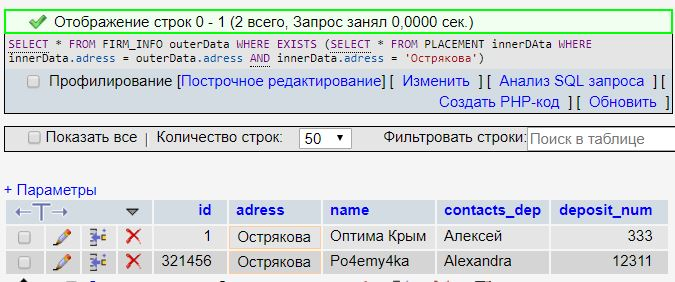 Отображение строк 0 - 1 (2 всего, Запрос занял 0,0000 сек.)
SELECT * FROM FIRM_INFO outerData WHERE EXISTS (SELECT * FROM PLACEMENT innerDAta WHERE
innerData.adress = outerData.adress AND innerData.adress = 'Острякова')
Профилирование [Построчное редактирование] [ Изменить ] [ Анализ SQL запроса ] [
Создать PHP-код ] [ Обновить ]
Показать все | Количество строк: 50 Фильтровать строки: Поиск в таблице
+ Параметры
←T→ id adress name contacts_dep deposit_num
1 Острякова Оптима Крым Алексей 333
321456 Острякова Po4emy4ka Alexandra 12311